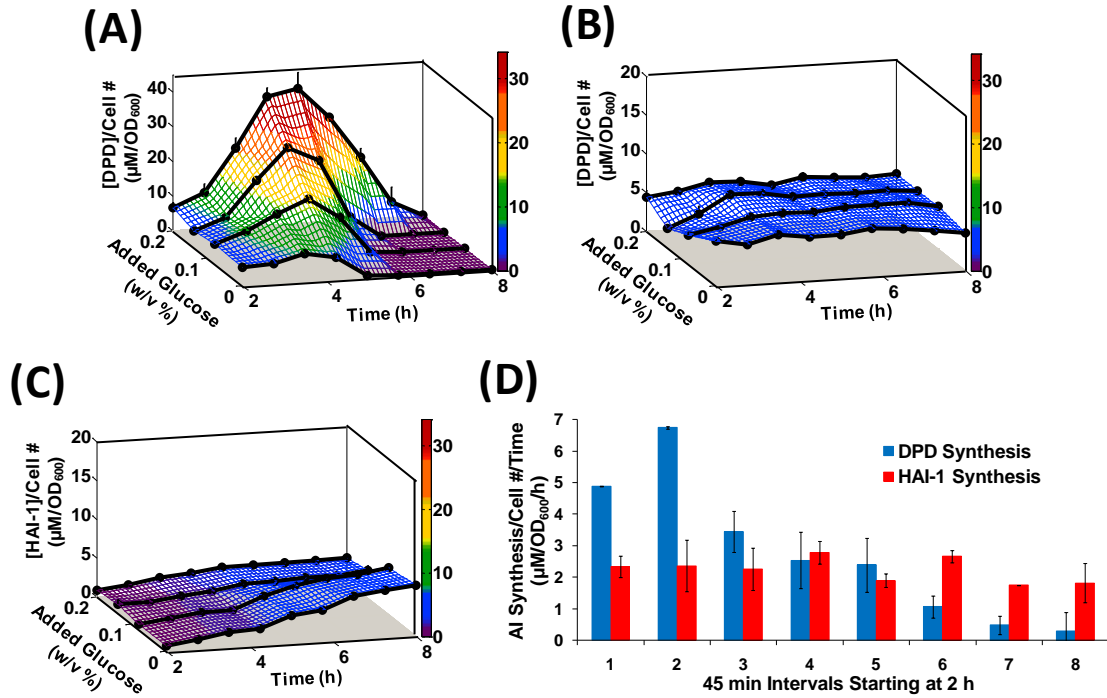 (A)
[DPD]/Cell #
(µM/OD600)
40
30
20
10
0
0.2
0.1
0
Added Glucose
(w/v %)
2
4
6
8
Time (h)
30
20
10
0
(B)
[DPD]/Cell #
(µM/OD600)
20
15
10
5
0
0.2
0.1
0
Added Glucose
(w/v %)
2
4
6
8
Time (h)
30
20
10
0
(C)
[HAI-1]/Cell #
(µM/OD600)
20
15
10
5
0
0.2
0.1
0
Added Glucose
(w/v %)
2
4
6
8
Time (h)
30
20
10
0
(D)
AI Synthesis/Cell #/Time
(µM/OD600/h)
7
6
5
4
3
2
1
0
DPD Synthesis
HAI-1 Synthesis
1 2 3 4 5 6 7 8
45 min Intervals Starting at 2 h